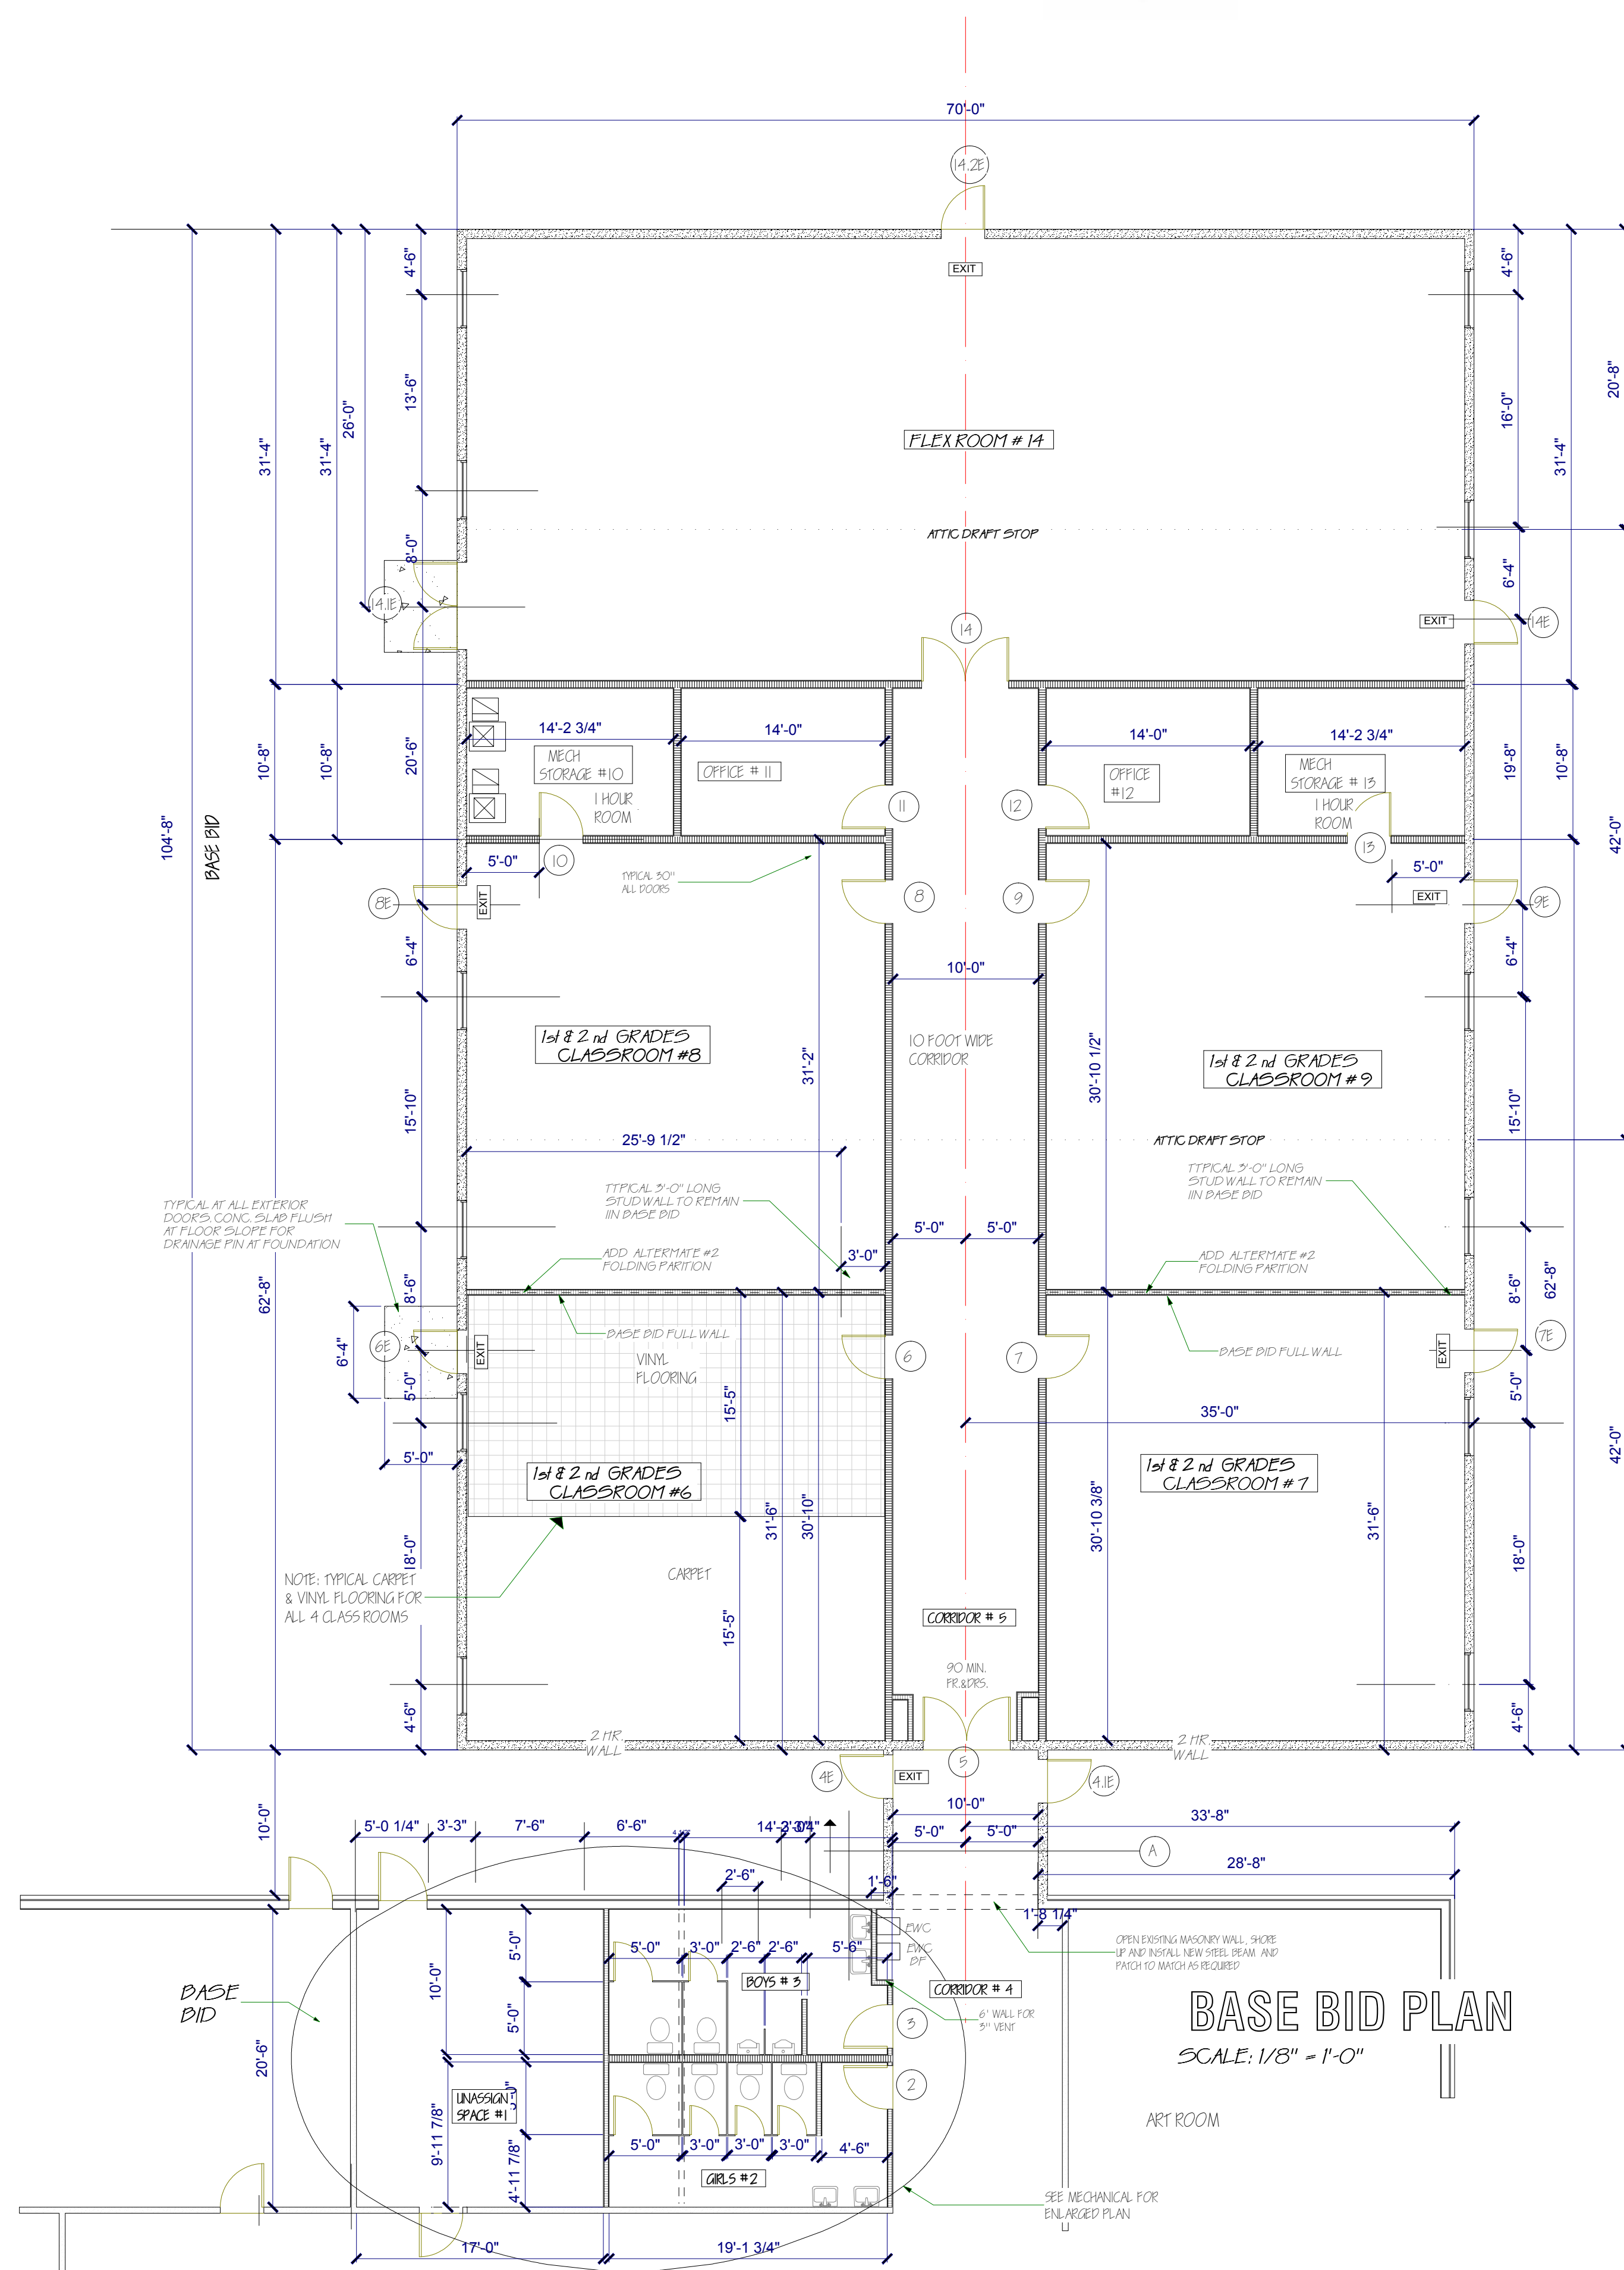 70'-0"
14.2E
EXIT
4'-6"
4'-6"
20'-8"
13'-6"
26'-0"
31'-4"
31'-4"
16'-0"
31'-4"
FLEX ROOM # 14
ATTIC DRAFT STOP
8'-0"
6'-4"
14.1E
14
EXIT
14E
14'-2 3/4"
14'-0"
14'-0"
14'-2 3/4"
MECH
STORAGE #10
OFFICE # 11
OFFICE
#12
MECH
STORAGE # 13
1 HOUR
ROOM
1 HOUR
ROOM
10'-8"
10'-8"
20'-6"
19'-8"
10'-8"
42'-0"
11
12
104'-8"
BASE BID
5'-0"
10
13
5'-0"
TYPICAL 30"
ALL DOORS
8E
EXIT
8
9
EXIT
9E
6'-4"
6'-4"
10'-0"
10 FOOT WIDE
CORRIDOR
1st & 2 nd GRADES
CLASSROOM #8
1st & 2 nd GRADES
CLASSROOM # 9
31'-2"
30'-10 1/2"
15'-10"
15'-10"
25'-9 1/2"
ATTIC DRAFT STOP
TTPICAL 3'-0" LONG
STUD WALL TO REMAIN
IIN BASE BID
TTPICAL 3'-0" LONG
STUD WALL TO REMAIN
IIN BASE BID
TYPICAL AT ALL EXTERIOR
DOORS. CONC. SLAB FLUSH
AT FLOOR SLOPE FOR
DRAINAGE PIN AT FOUNDATION
5'-0"
5'-0"
3'-0"
ADD ALTERMATE #2
FOLDING PARITION
ADD ALTERMATE #2
FOLDING PARITION
62'-8"
8'-6"
8'-6"
62'-8"
BASE BID FULL WALL
BASE BID FULL WALL
VINYL
FLOORING
6'-4"
6E
EXIT
6
7
EXIT
7E
5'-0"
5'-0"
5'-0"
15'-5"
35'-0"
42'-0"
1st & 2 nd GRADES
CLASSROOM #6
1st & 2 nd GRADES
CLASSROOM # 7
31'-6"
30'-10"
30'-10 3/8"
31'-6"
18'-0"
18'-0"
NOTE: TYPICAL CARPET
& VINYL FLOORING FOR
ALL 4 CLASS ROOMS
CARPET
15'-5"
CORRIDOR # 5
90 MIN.
FR.&DRS.
4'-6"
4'-6"
2 HR.
WALL
2 HR.
WALL
5
4E
EXIT
4.1E
10'-0"
10'-0"
33'-8"
5'-0 1/4"
3'-3"
7'-6"
6'-6"
14'-2 3/4"
5'-0"
5'-0"
A
28'-8"
2'-6"
1'-6"
1'-8 1/4"
EWC
EWC
BF
OPEN EXISTING MASONRY WALL, SHORE
UP AND INSTALL NEW STEEL BEAM AND
PATCH TO MATCH AS REQUIRED
5'-0"
5'-0"
3'-0"
2'-6"
2'-6"
5'-6"
BOYS # 3
CORRIDOR # 4
10'-0"
5'-0"
BASE
BID
6' WALL FOR
3" VENT
3
BASE BID PLAN
SCALE: 1/8" = 1'-0"
20'-6"
2
UNASSIGN
SPACE #1
ART ROOM
9'-11 7/8"
4'-11 7/8"
5'-0"
3'-0"
3'-0"
3'-0"
4'-6"
GIRLS #2
SEE MECHANICAL FOR
ENLARGED PLAN
17'-0"
19'-1 3/4"